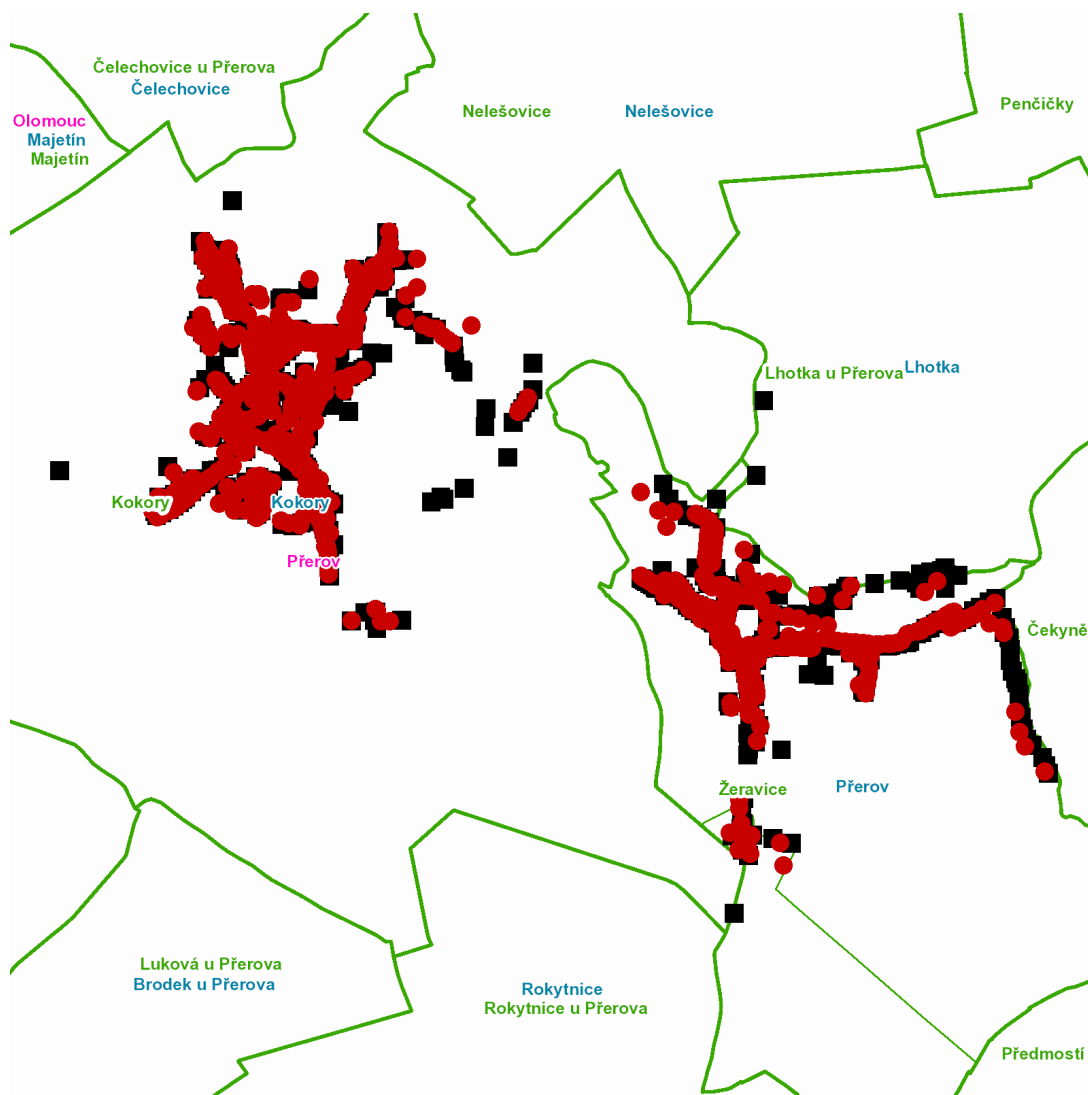 Čelechovice u Přerova
Čelechovice
Nelešovice
Nelešovice
Penčičky
Olomouc
Majetín
Majetín
Lhotka u Přerova
Lhotka
Kokory
Kokory
Přerov
Čekyně
Žeravice
Přerov
Luková u Přerova
Brodek u Přerova
Rokytnice
Rokytnice u Přerova
Předmostí